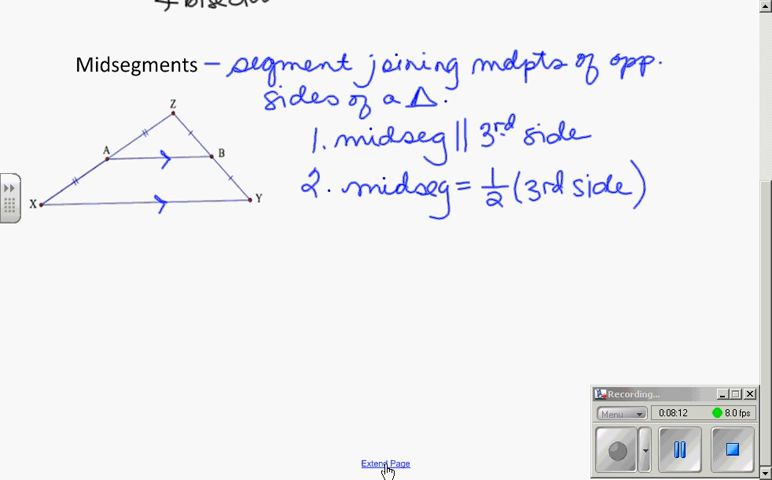 Midsegments – segment joining mdpts of opp.
sides of a Δ.
1. midseg || 3rd side
2. midseg = 1/2 (3rd side)
Z
A
B
X
Y
Recording...
Menu
0:08:12
8.0 fps
Extend Page